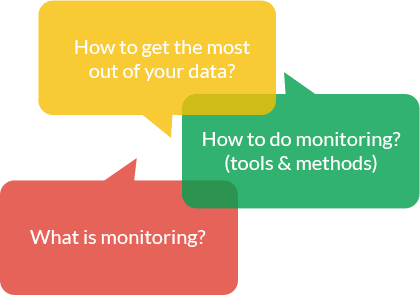 How to get the most
out of your data?
How to do monitoring?
(tools & methods)
What is monitoring?